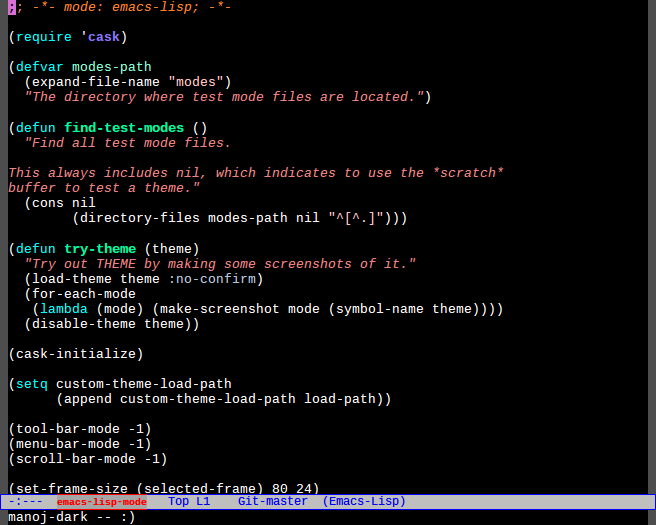 ;; -*- mode: emacs-lisp; -*-
(require 'cask)
(defvar modes-path
  (expand-file-name "modes")
  "The directory where test mode files are located.")
(defun find-test-modes ()
  "Find all test mode files.
This always includes nil, which indicates to use the *scratch*
buffer to test a theme."
  (cons nil
        (directory-files modes-path nil "^[^.]")))
(defun try-theme (theme)
  "Try out THEME by making some screenshots of it."
  (load-theme theme :no-confirm)
  (for-each-mode
   (lambda (mode) (make-screenshot mode (symbol-name theme))))
  (disable-theme theme))
(cask-initialize)
(setq custom-theme-load-path
      (append custom-theme-load-path load-path))
(tool-bar-mode -1)
(menu-bar-mode -1)
(scroll-bar-mode -1)
(set-frame-size (selected-frame) 80 24)
-:---  emacs-lisp-mode   Top L1   Git-master  (Emacs-Lisp)
manoj-dark -- :)